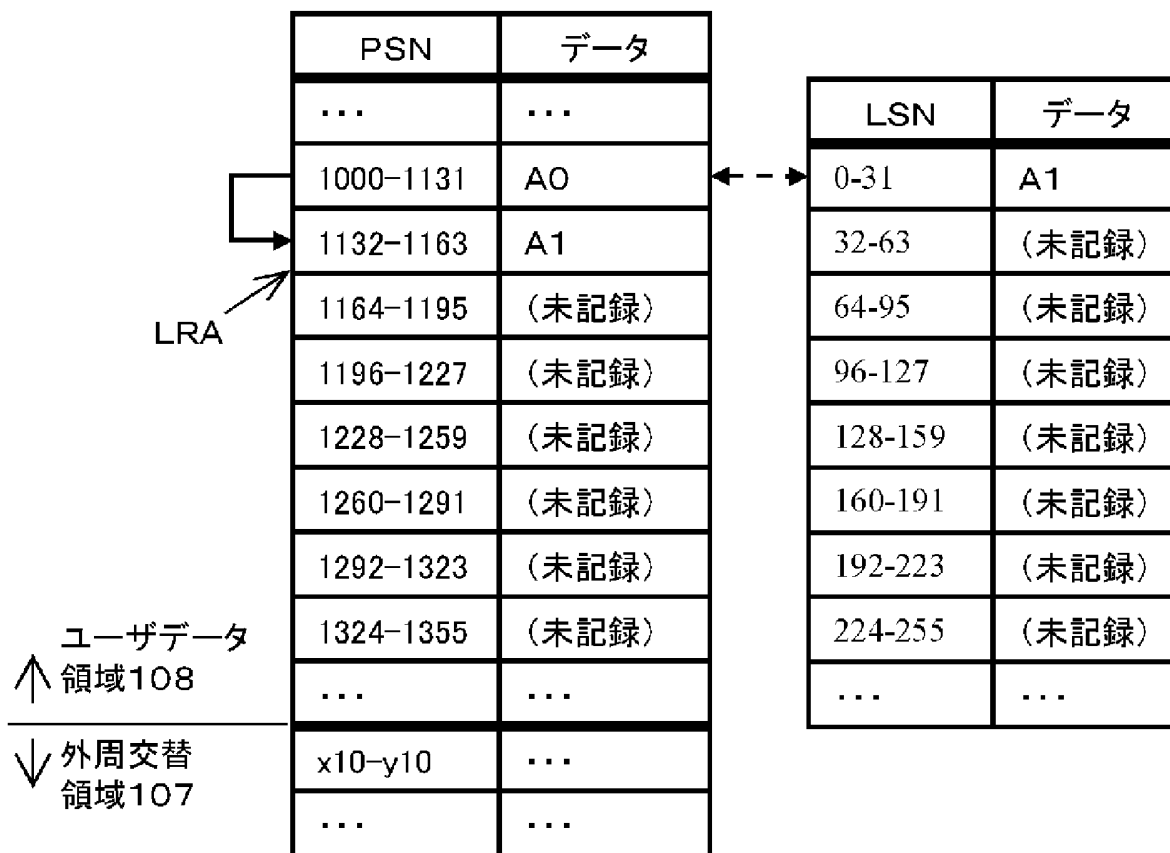 PSN データ
・・・ ・・・
1000-1131 A0
1132-1163 A1
1164-1195 (未記録)
1196-1227 (未記録)
1228-1259 (未記録)
1260-1291 (未記録)
1292-1323 (未記録)
1324-1355 (未記録)
・・・ ・・・
x10-y10 ・・・
・・・ ・・・
LRA
ユーザデータ
領域108
外周交替
領域107
LSN データ
0-31 A1
32-63 (未記録)
64-95 (未記録)
96-127 (未記録)
128-159 (未記録)
160-191 (未記録)
192-223 (未記録)
224-255 (未記録)
・・・ ・・・